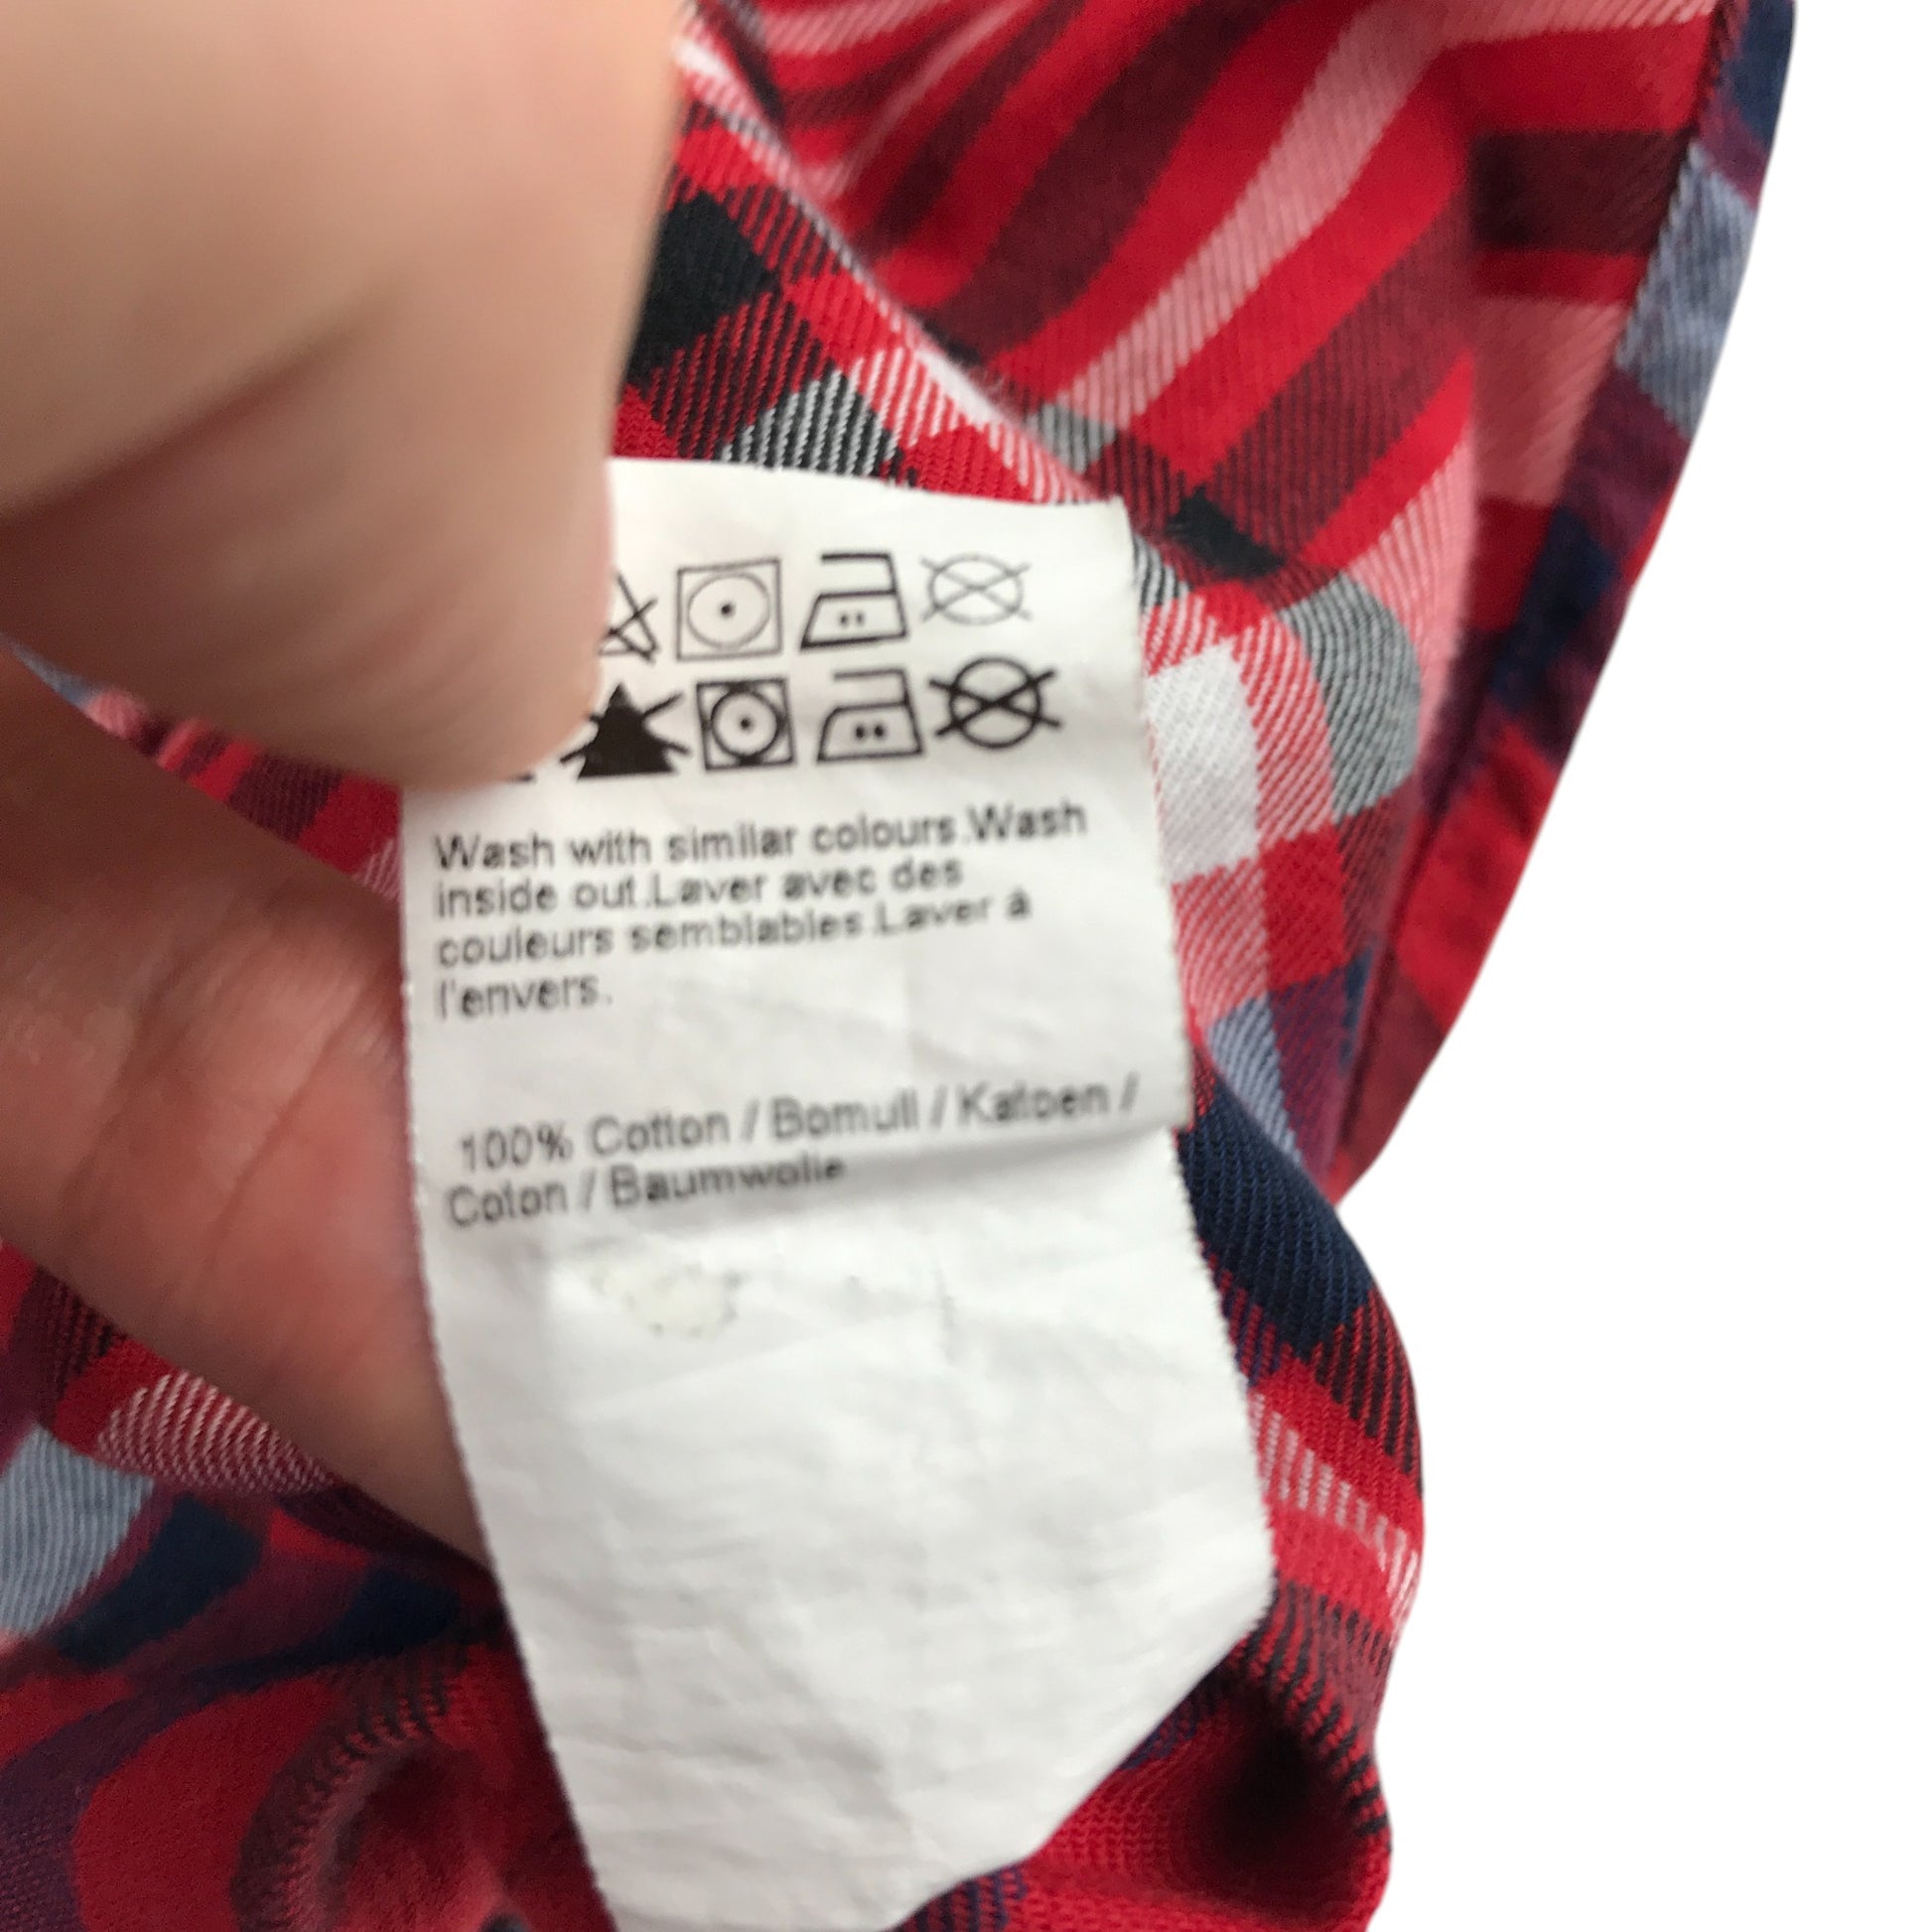 Wash with similar colours.Wash
inside out.Laver avec des
couleurs semblables.Laver à
l'envers.
100% Cotton / Bomull / Katoen /
Coton / Baumwolle